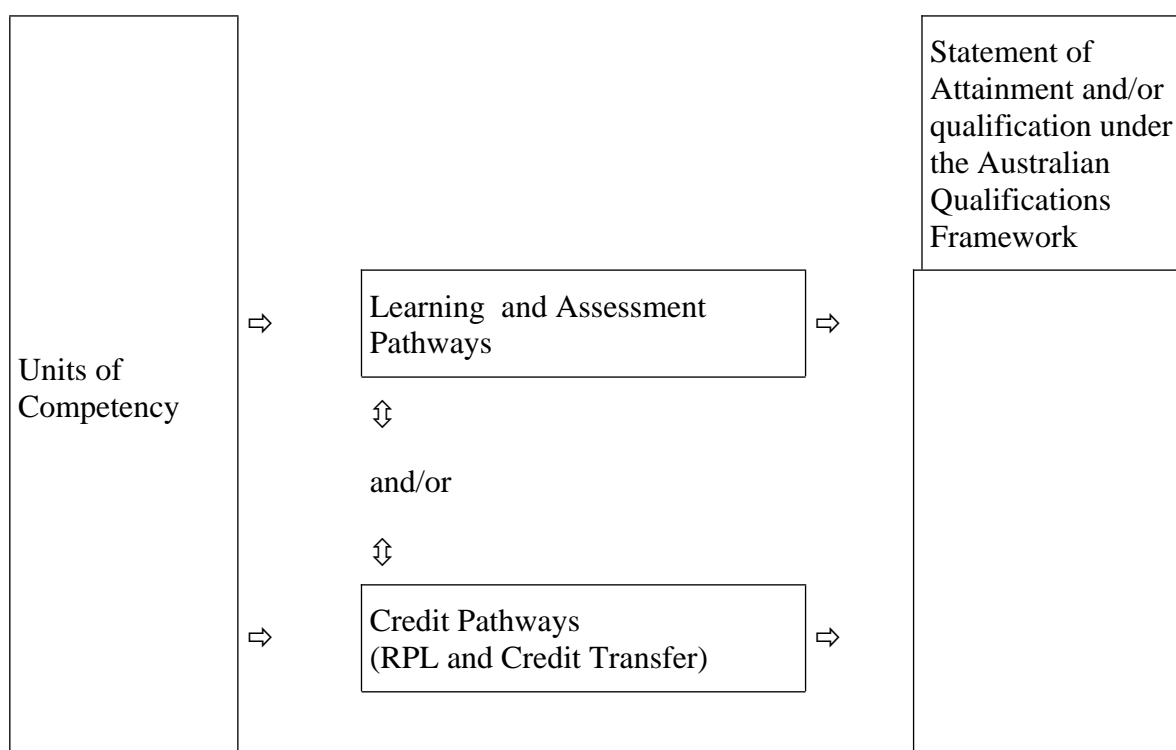 Statement of
Attainment and/or
qualification under
the Australian
Qualifications
Framework
Learning and Assessment
Pathways
Units of
Competency
and/or
Credit Pathways
(RPL and Credit Transfer)